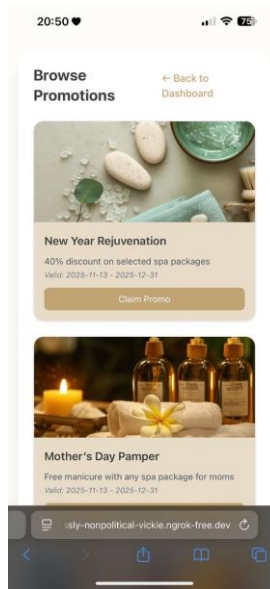 20:50
75
Browse
Promotions
← Back to
Dashboard
New Year Rejuvenation
40% discount on selected spa packages
Valid: 2025-11-13 - 2025-12-31
Claim Promo
Mother's Day Pamper
Free manicure with any spa package for moms
Valid: 2025-11-13 - 2025-12-31
sly-nonpolitical-vickie.ngrok-free.dev